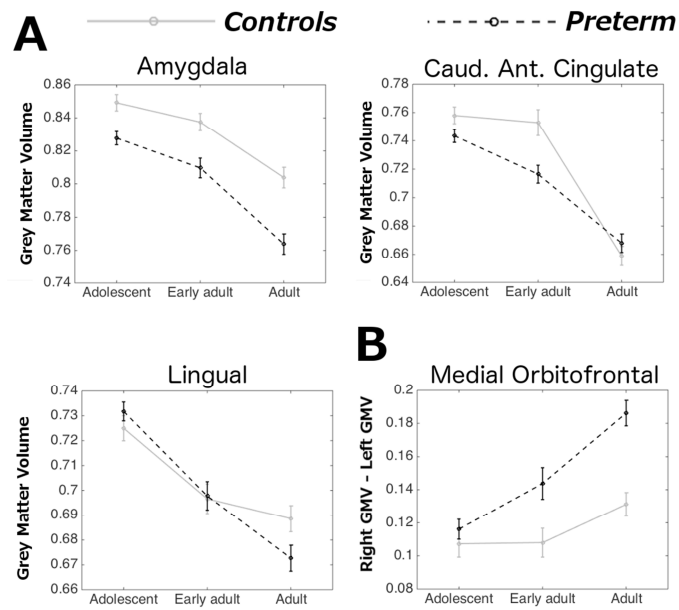 A
Controls
Preterm
Amygdala
Grey Matter Volume
0.86
0.84
0.82
0.8
0.78
0.76
0.74
Adolescent Early adult Adult
Caud. Ant. Cingulate
Grey Matter Volume
0.78
0.76
0.74
0.72
0.7
0.68
0.66
0.64
Adolescent Early adult Adult
Lingual
Grey Matter Volume
0.74
0.73
0.72
0.71
0.7
0.69
0.68
0.67
0.66
Adolescent Early adult Adult
B
Medial Orbitofrontal
Right GMV - Left GMV
0.2
0.18
0.16
0.14
0.12
0.1
0.08
Adolescent Early adult Adult